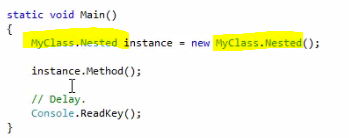 static void Main()
{
MyClass.Nested instance = new MyClass.Nested();
instance.Method();
// Delay.
Console.ReadKey();
}